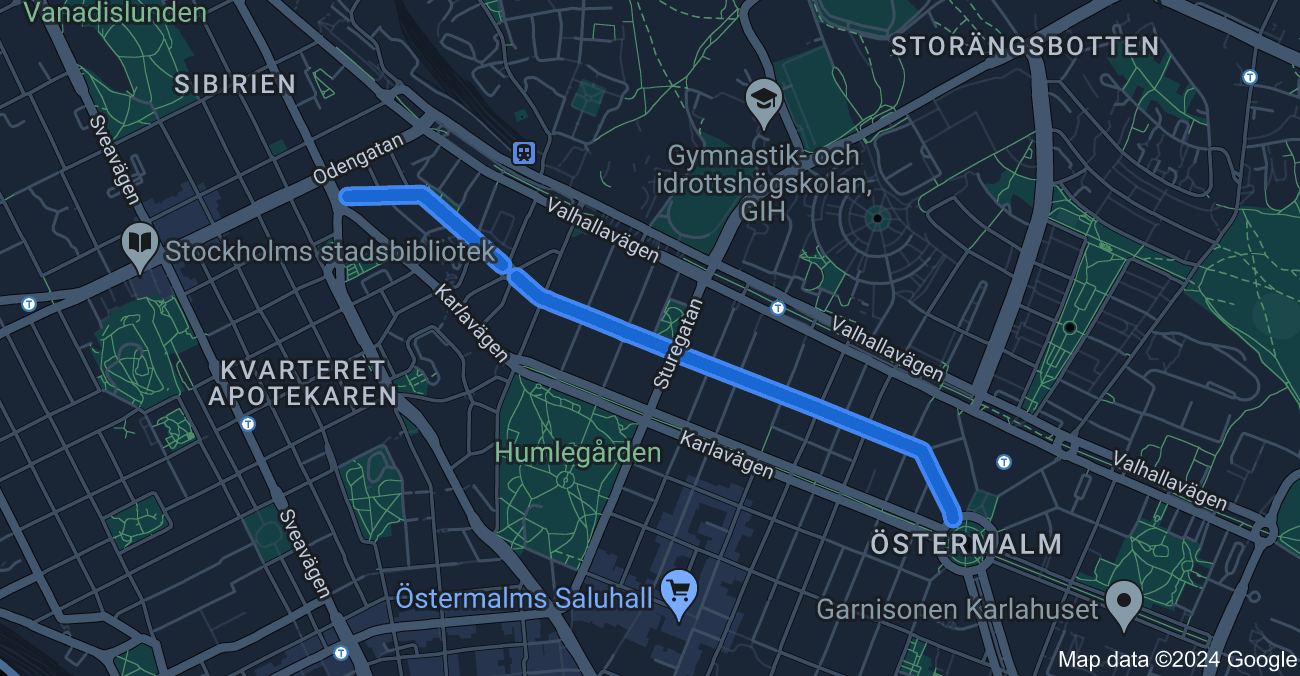 Vanadislunden
STORÄNGSBOTTEN
SIBIRIEN
Sveavägen
Odengatan
Gymnastik- och
idrottshögskolan,
GIH
Valhallavägen
Stockholms stadsbibliotek
T
T
T
Karlavägen
Sturegatan
Valhallavägen
KVARTERET
APOTEKAREN
T
Humlegården
Karlavägen
T
Valhallavägen
Sveavägen
ÖSTERMALM
Östermalms Saluhall
Garnisonen Karlahuset
T
Map data ©2024 Google